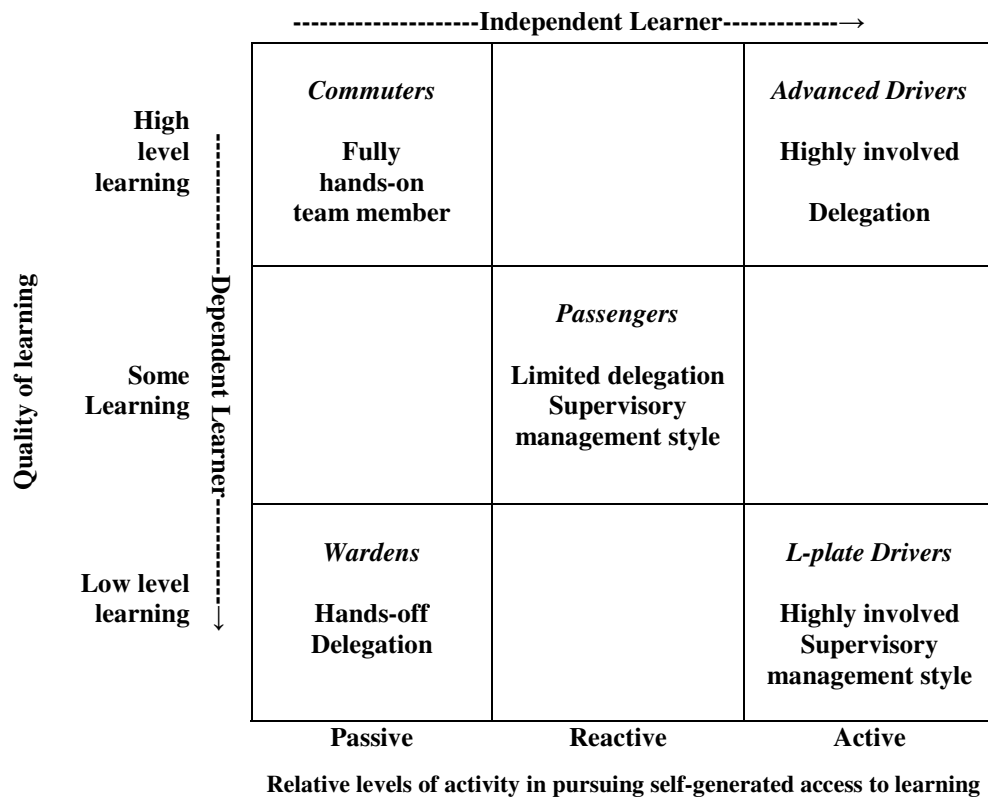 ---------------------Independent Learner-------------→
Commuters
Fully
hands-on
team member
Advanced Drivers
Highly involved
Delegation
High
level
learning
Quality of learning
--------------Dependent Learner-------------→
Passengers
Limited delegation
Supervisory
management style
Some
Learning
Wardens
Hands-off
Delegation
L-plate Drivers
Highly involved
Supervisory
management style
Low level
learning
Passive
Reactive
Active
Relative levels of activity in pursuing self-generated access to learning